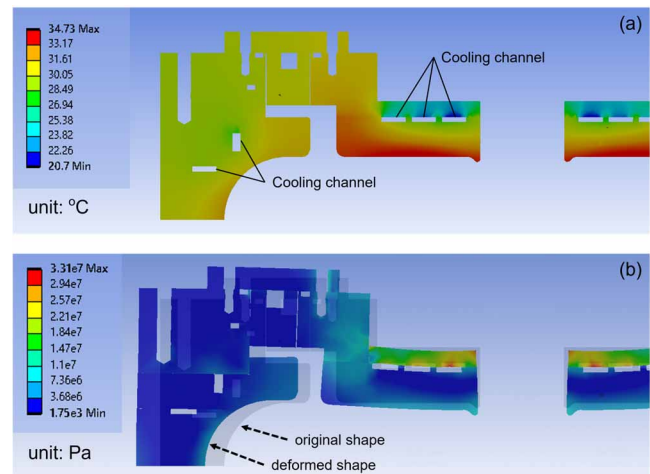 34.73 Max
33.17
31.61
30.05
28.49
26.94
25.38
23.82
22.26
20.7 Min
unit: °C
(a)
Cooling channel
Cooling channel
3.31e7 Max
2.94e7
2.57e7
2.21e7
1.84e7
1.47e7
1.1e7
7.36e6
3.68e6
1.75e3 Min
unit: Pa
(b)
original shape
deformed shape